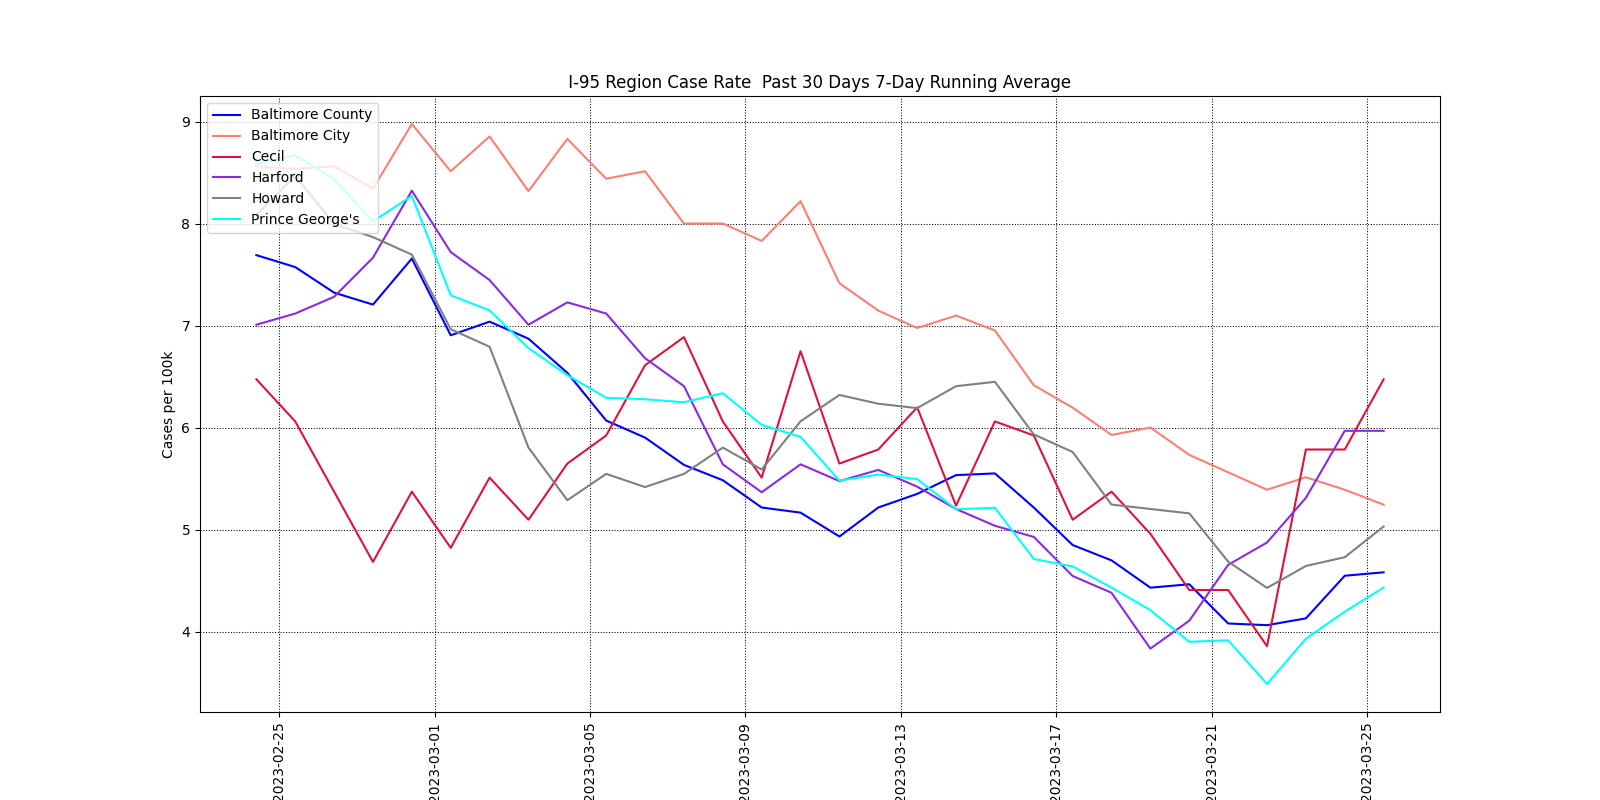 I-95 Region Case Rate  Past 30 Days 7-Day Running Average
Baltimore County
Baltimore City
Cecil
Harford
Howard
Prince George's
9
8
7
6
5
4
Cases per 100k
2023-02-25
2023-03-01
2023-03-05
2023-03-09
2023-03-13
2023-03-17
2023-03-21
2023-03-25